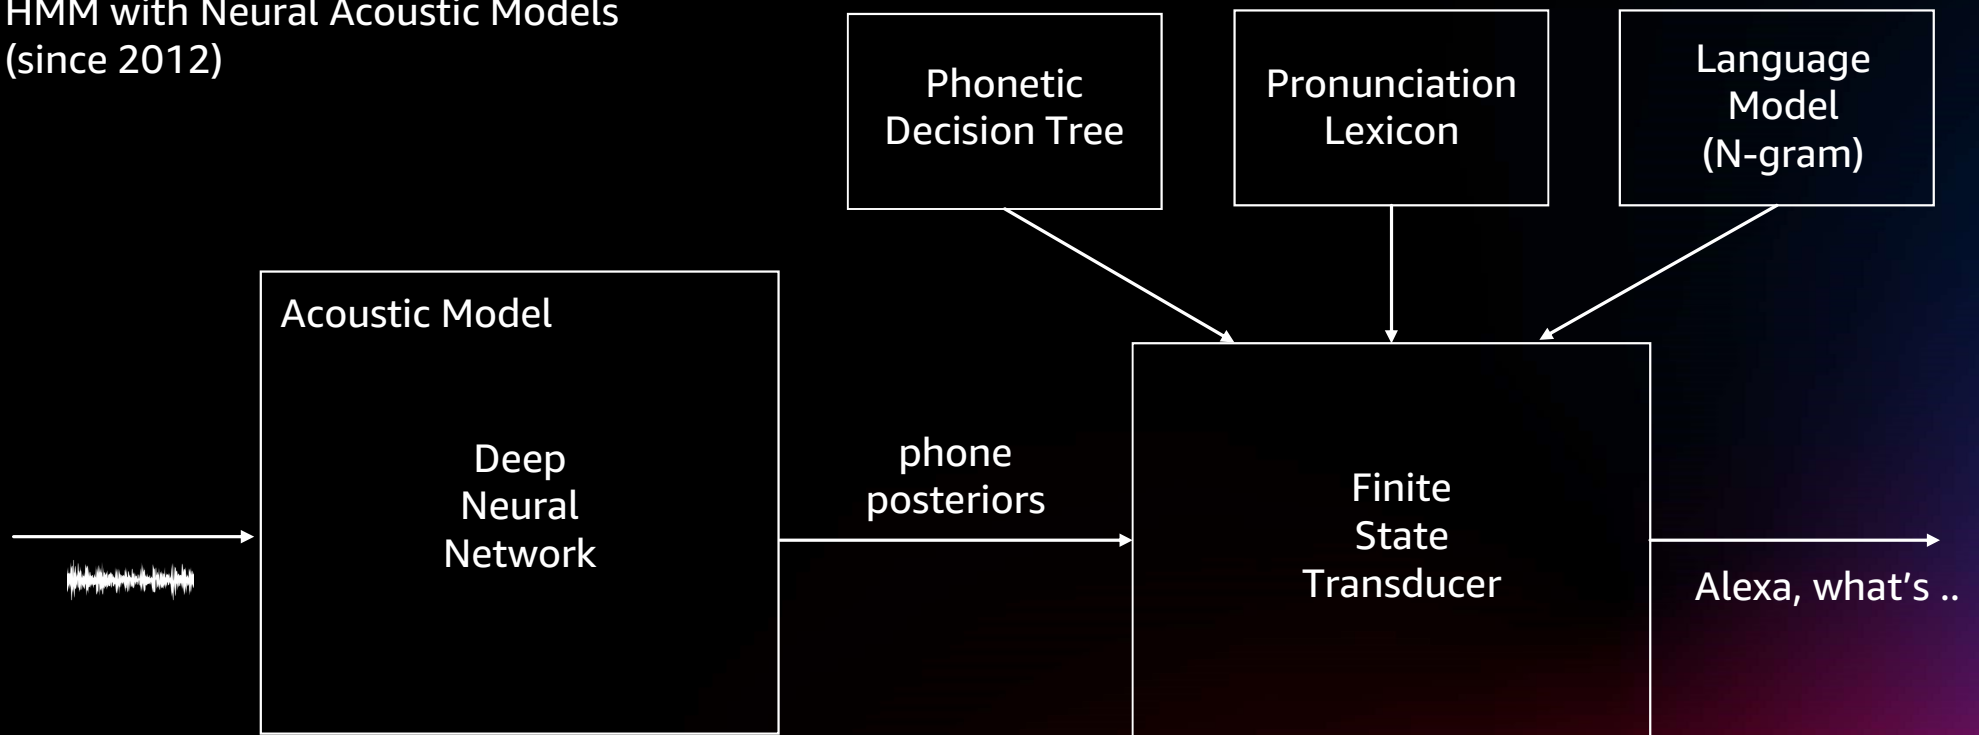 HMM with Neural Acoustic Models
(since 2012)
Phonetic
Decision Tree
Pronunciation
Lexicon
Language
Model
(N-gram)
Acoustic Model
Deep
Neural
Network
phone
posteriors
Finite
State
Transducer
Alexa, what's ..